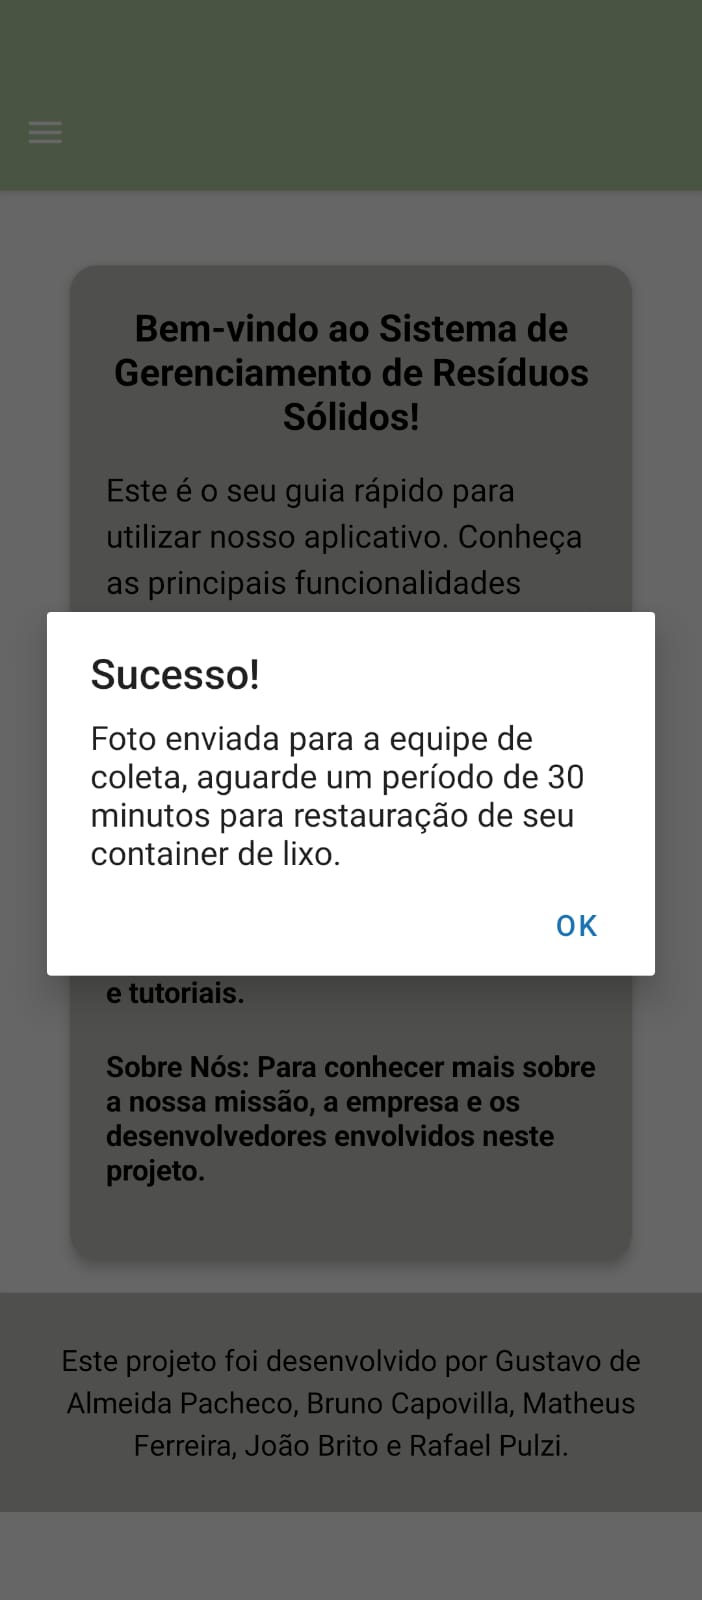 Bem-vindo ao Sistema de
Gerenciamento de Resíduos
Sólidos!
Este é o seu guia rápido para
utilizar nosso aplicativo. Conheça
as principais funcionalidades
Sucesso!
Foto enviada para a equipe de
coleta, aguarde um período de 30
minutos para restauração de seu
container de lixo.
OK
e tutoriais.
Sobre Nós: Para conhecer mais sobre
a nossa missão, a empresa e os
desenvolvedores envolvidos neste
projeto.
Este projeto foi desenvolvido por Gustavo de
Almeida Pacheco, Bruno Capovilla, Matheus
Ferreira, João Brito e Rafael Pulzi.